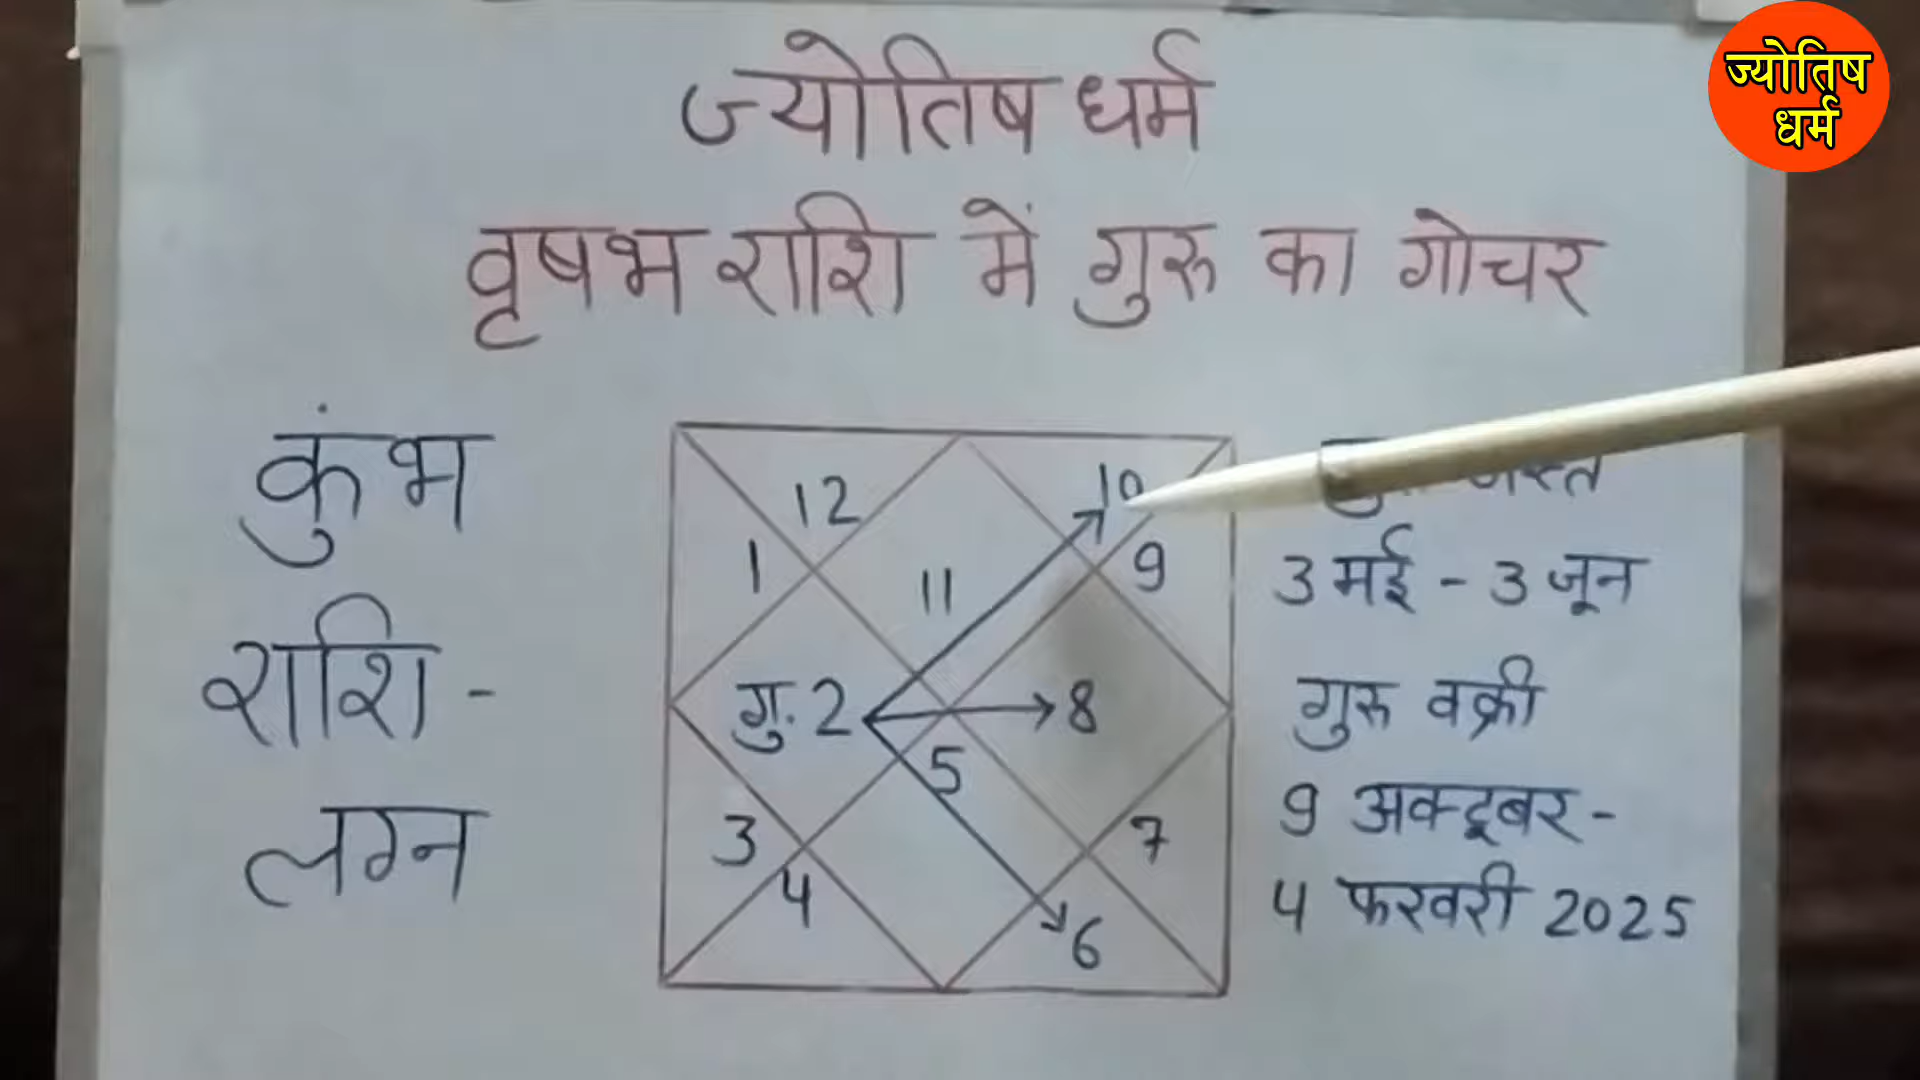 ज्योतिष धर्म
ज्योतिष
धर्म
वृषभ राशि में गुरु का गोचर
कुंभ
राशि -
लग्न
12
10
1
11
9
गु. 2
8
5
3
7
4
6
3 मई - 3 जून
गुरु वक्री
9 अक्टूबर -
4 फरवरी 2025